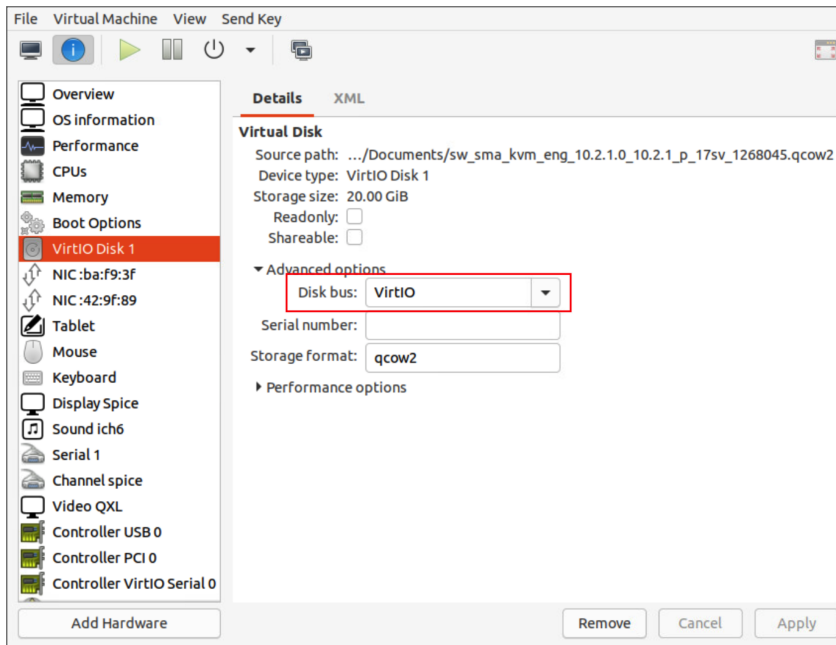 File Virtual Machine View Send Key
Overview
OS information
Performance
CPUs
Memory
Boot Options
VirtIO Disk 1
NIC :ba:f9:3f
NIC :42:9f:89
Tablet
Mouse
Keyboard
Display Spice
Sound ich6
Serial 1
Channel spice
Video QXL
Controller USB 0
Controller PCI 0
Controller VirtIO Serial 0
Add Hardware
Details XML
Virtual Disk
Source path: .../Documents/sw_sma_kvm_eng_10.2.1.0_10.2.1_p_17sv_1268045.qcow2
Device type: VirtIO Disk 1
Storage size: 20.00 GiB
Readonly:
Shareable:
Advanced options
Disk bus: VirtIO
Serial number:
Storage format: qcow2
Performance options
Remove Cancel Apply